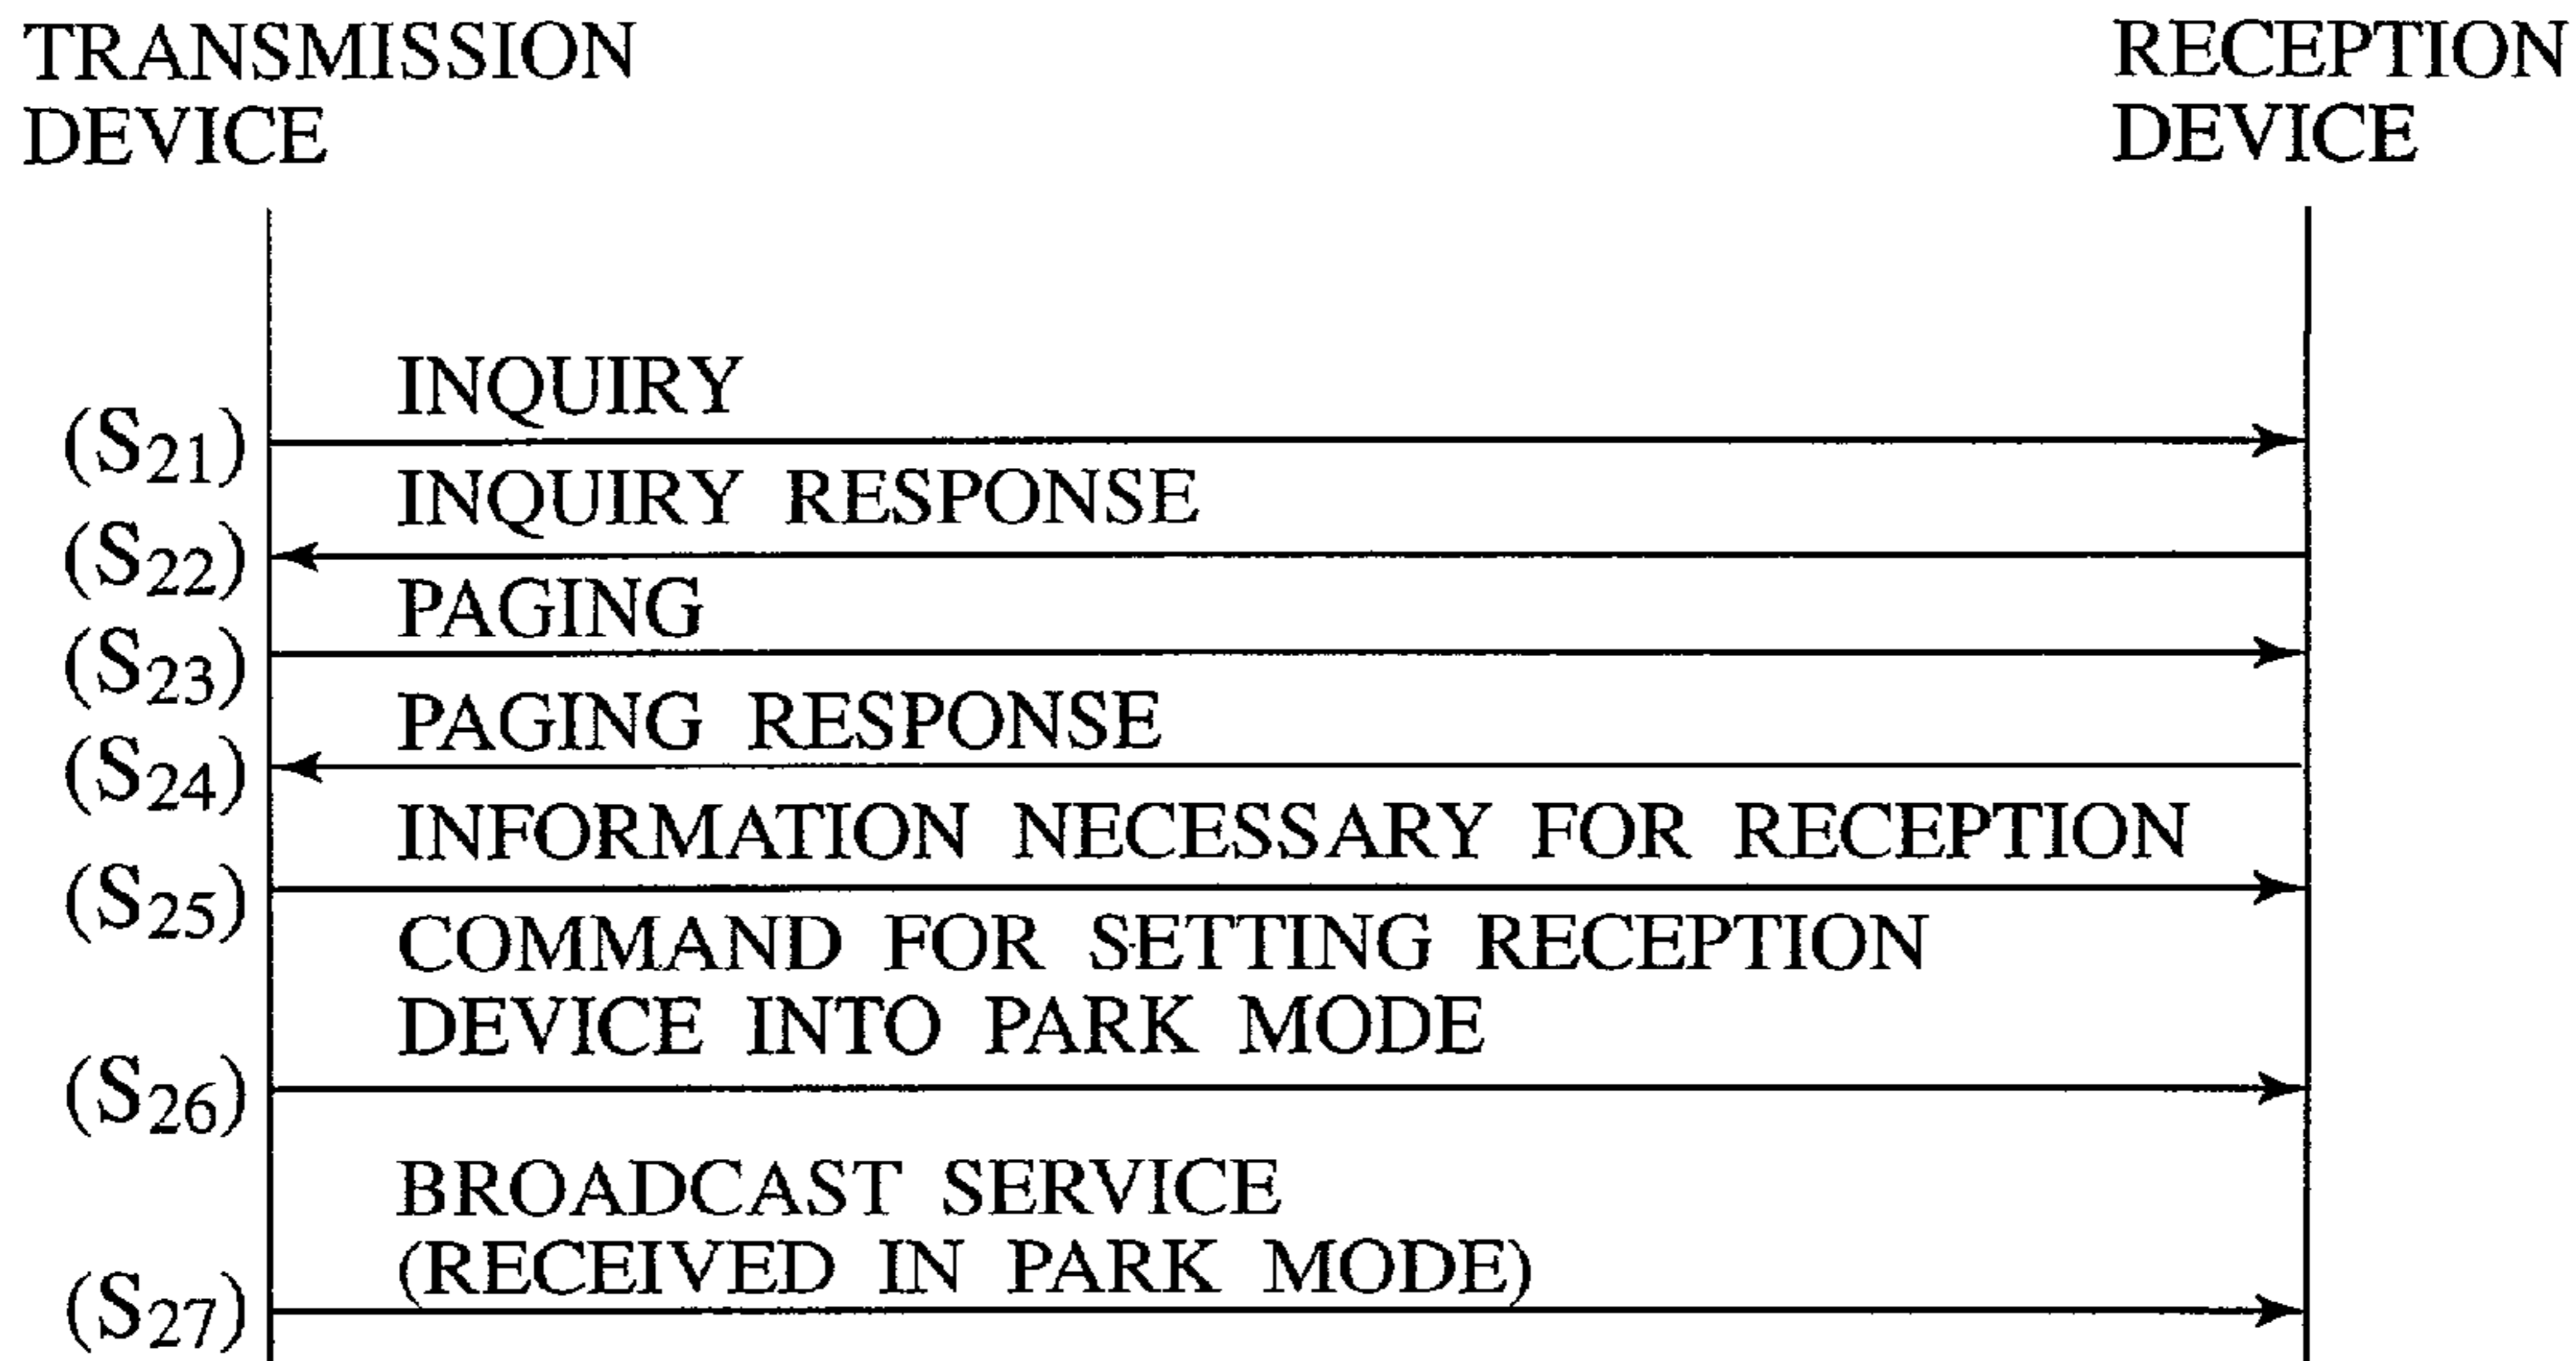 TRANSMISSION
DEVICE
RECEPTION
DEVICE
INQUIRY
(S21)
INQUIRY RESPONSE
(S22)
PAGING
(S23)
PAGING RESPONSE
(S24)
INFORMATION NECESSARY FOR RECEPTION
(S25)
COMMAND FOR SETTING RECEPTION
DEVICE INTO PARK MODE
(S26)
BROADCAST SERVICE
(RECEIVED IN PARK MODE)
(S27)